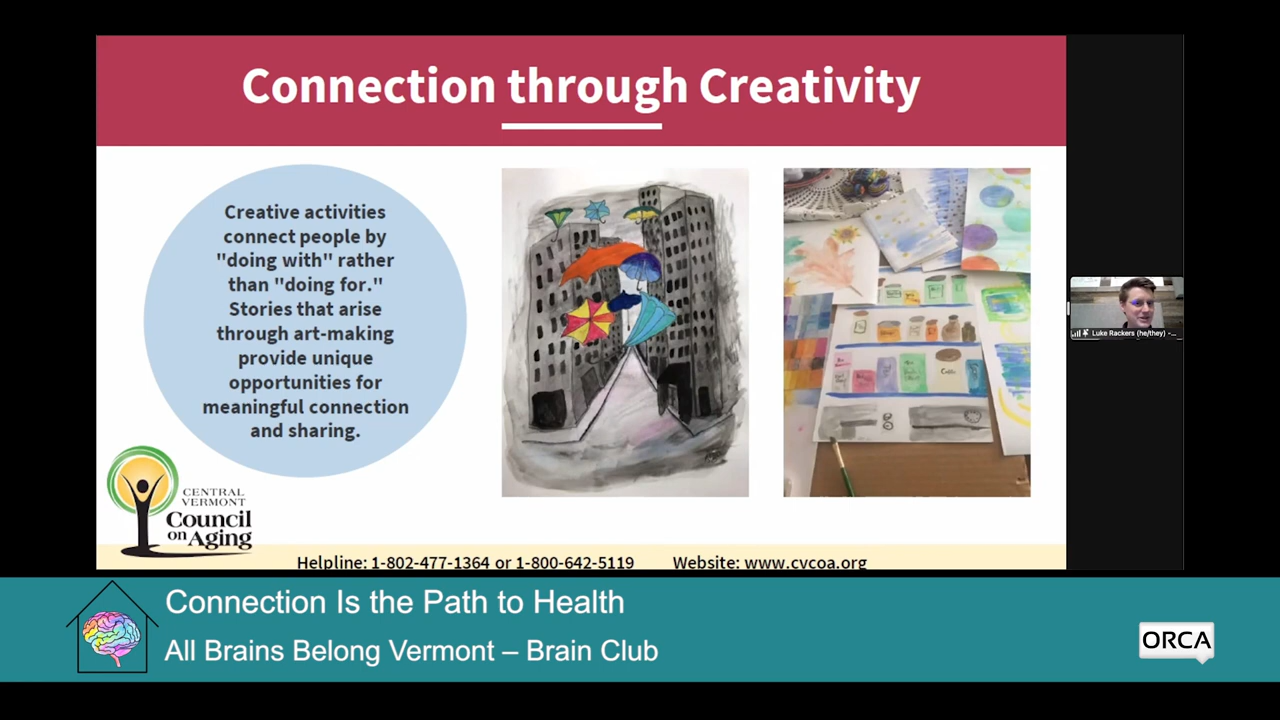 Connection through Creativity
Creative activities
connect people by
"doing with" rather
than "doing for."
Stories that arise
through art-making
provide unique
opportunities for
meaningful connection
and sharing.
CENTRAL
VERMONT
Council
on Aging
Helpline: 1-802-477-1364 or 1-800-642-5119 Website: www.cvcoa.org
Luke Rackers (he/they) -...
Connection Is the Path to Health
All Brains Belong Vermont – Brain Club
ORCA